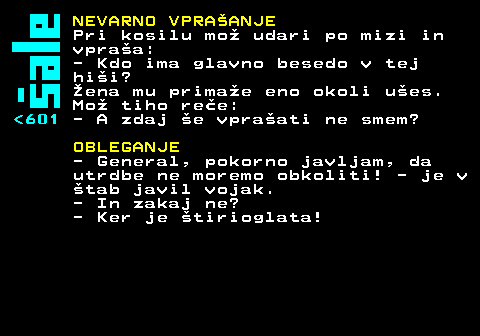 šale
<601
NEVARNO VPRAŠANJE
Pri kosilu mož udari po mizi in
vpraša:
- Kdo ima glavno besedo v tej
hiši?
Žena mu primaže eno okoli ušes.
Mož tiho reče:
- A zdaj še vprašati ne smem?
OBLEGANJE
- General, pokorno javljam, da
utrdbe ne moremo obkoliti! - je v
štab javil vojak.
- In zakaj ne?
- Ker je štirioglata!